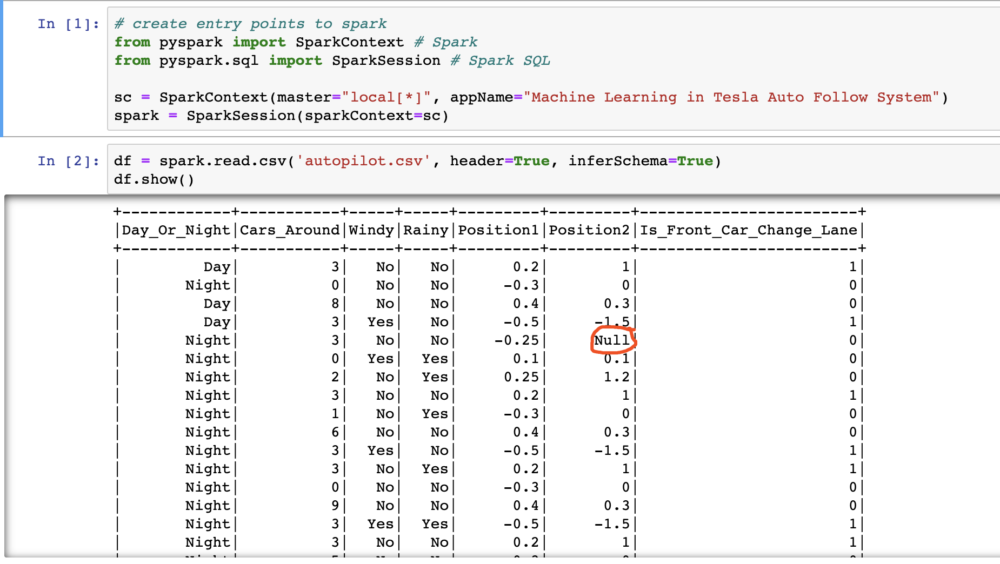 In [1]: # create entry points to spark
from pyspark import SparkContext # Spark
from pyspark.sql import SparkSession # Spark SQL
sc = SparkContext(master="local[*]", appName="Machine Learning in Tesla Auto Follow System")
spark = SparkSession(sparkContext=sc)
In [2]: df = spark.read.csv('autopilot.csv', header=True, inferSchema=True)
df.show()
+------------+-----------+-----+-----+---------+---------+------------------------+
|Day_Or_Night|Cars_Around|Windy|Rainy|Position1|Position2|Is_Front_Car_Change_Lane|
+------------+-----------+-----+-----+---------+---------+------------------------+
| Day| 3| No| No| 0.2| 1| 1|
| Night| 0| No| No| -0.3| 0| 0|
| Day| 8| No| No| 0.4| 0.3| 0|
| Day| 3| Yes| No| -0.5| -1.5| 1|
| Night| 3| No| No| -0.25| Null| 0|
| Night| 0| Yes| Yes| 0.1| 0.1| 0|
| Night| 2| No| Yes| 0.25| 1.2| 0|
| Night| 3| No| No| 0.2| 1| 1|
| Night| 1| No| Yes| -0.3| 0| 0|
| Night| 6| No| No| 0.4| 0.3| 0|
| Night| 3| Yes| No| -0.5| -1.5| 1|
| Night| 3| No| Yes| 0.2| 1| 1|
| Night| 0| No| No| -0.3| 0| 0|
| Night| 9| No| No| 0.4| 0.3| 0|
| Night| 3| Yes| Yes| -0.5| -1.5| 1|
| Night| 3| No| No| 0.2| 1| 1|